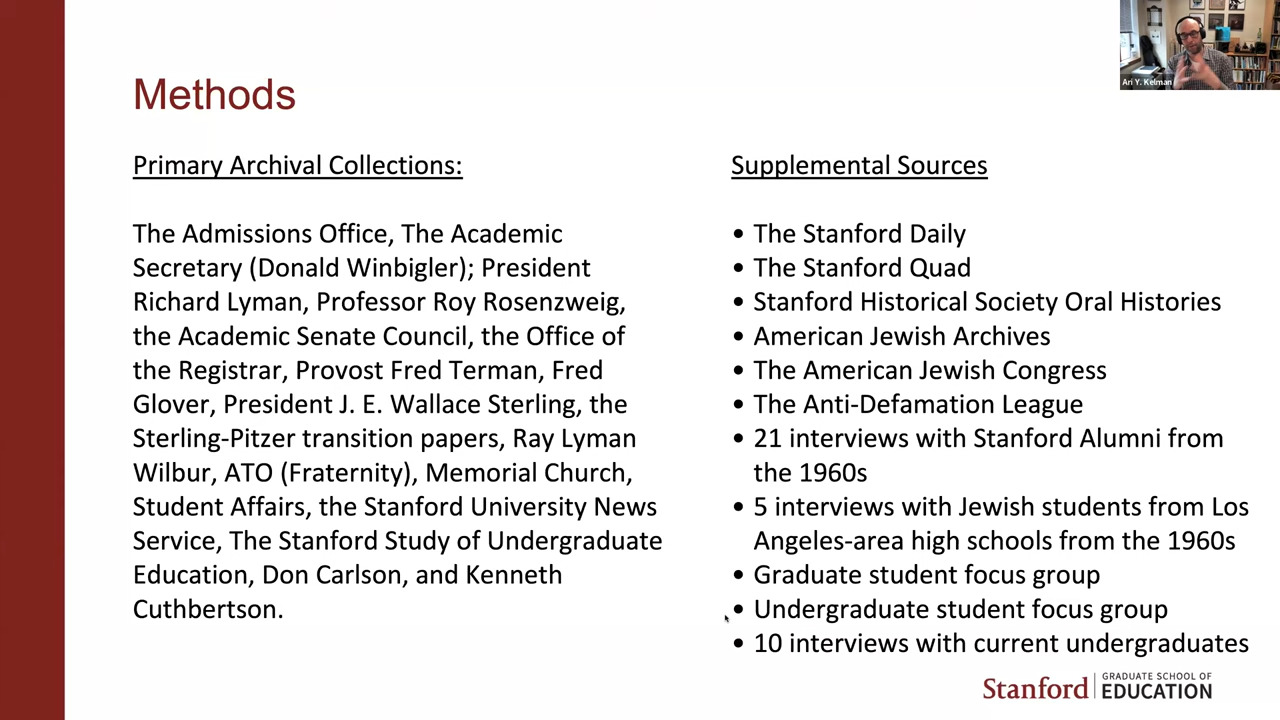 Methods
Primary Archival Collections:
The Admissions Office, The Academic
Secretary (Donald Winbigler); President
Richard Lyman, Professor Roy Rosenzweig,
the Academic Senate Council, the Office of
the Registrar, Provost Fred Terman, Fred
Glover, President J. E. Wallace Sterling, the
Sterling-Pitzer transition papers, Ray Lyman
Wilbur, ATO (Fraternity), Memorial Church,
Student Affairs, the Stanford University News
Service, The Stanford Study of Undergraduate
Education, Don Carlson, and Kenneth
Cuthbertson.
Supplemental Sources
• The Stanford Daily
• The Stanford Quad
• Stanford Historical Society Oral Histories
• American Jewish Archives
• The American Jewish Congress
• The Anti-Defamation League
• 21 interviews with Stanford Alumni from
the 1960s
• 5 interviews with Jewish students from Los
Angeles-area high schools from the 1960s
• Graduate student focus group
• Undergraduate student focus group
• 10 interviews with current undergraduates
Ari Y. Kelman
Stanford
GRADUATE SCHOOL OF
EDUCATION